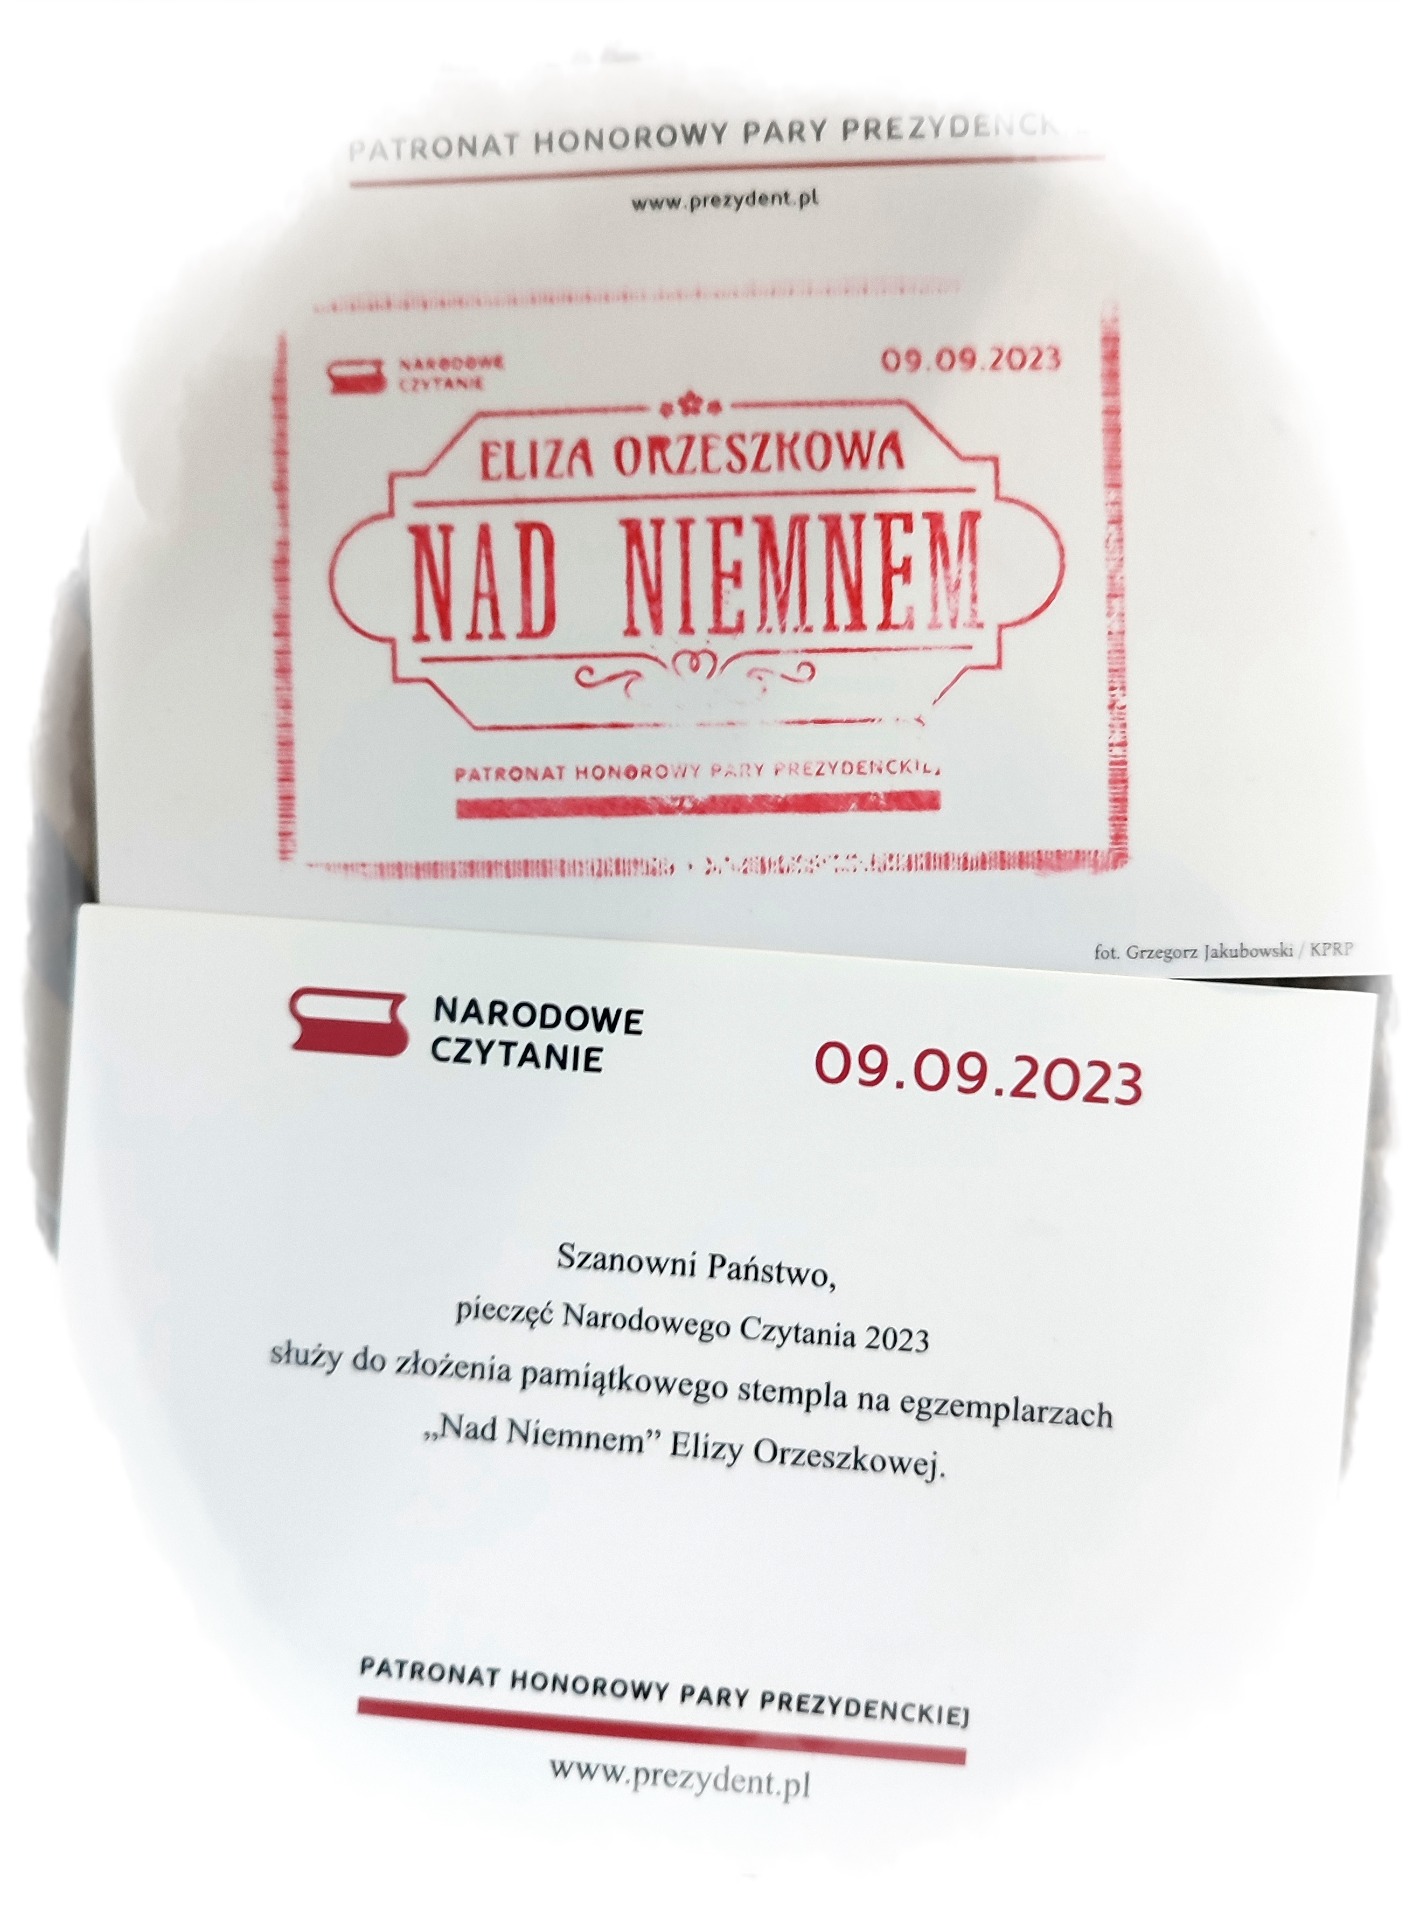 PATRONAT HONOROWY PARY
www.prezydent.pl
NARODOWE
CZYTANIE
09.09.2023
ELIZA ORZESZKOWA
NAD NIEMNEM
PATRONAT HONOROWY PARY PREZYDENCKIEJ
fot. Grzegorz Jakubowski / KPRP
NARODOWE
CZYTANIE
09.09.2023
Szanowni Państwo,
pieczęć Narodowego Czytania 2023
służy do złożenia pamiątkowego stempla na egzemplarzach
„Nad Niemnem” Elizy Orzeszkowej.
PATRONAT HONOROWY PARY PREZYDENCKIEJ
www.prezydent.pl